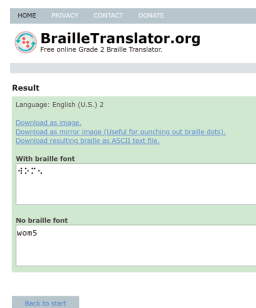 HOME PRIVACY CONTACT DONATE
BrailleTranslator.org
Free online Grade 2 Braille Translator.
Result
Language: English (U.S.) 2
Download as image.
Download as mirror image (Useful for punching out braille dots).
Download resulting braille as ASCII text file.
With braille font
⠺⠕⠍⠢
No braille font
wom5
Back to start